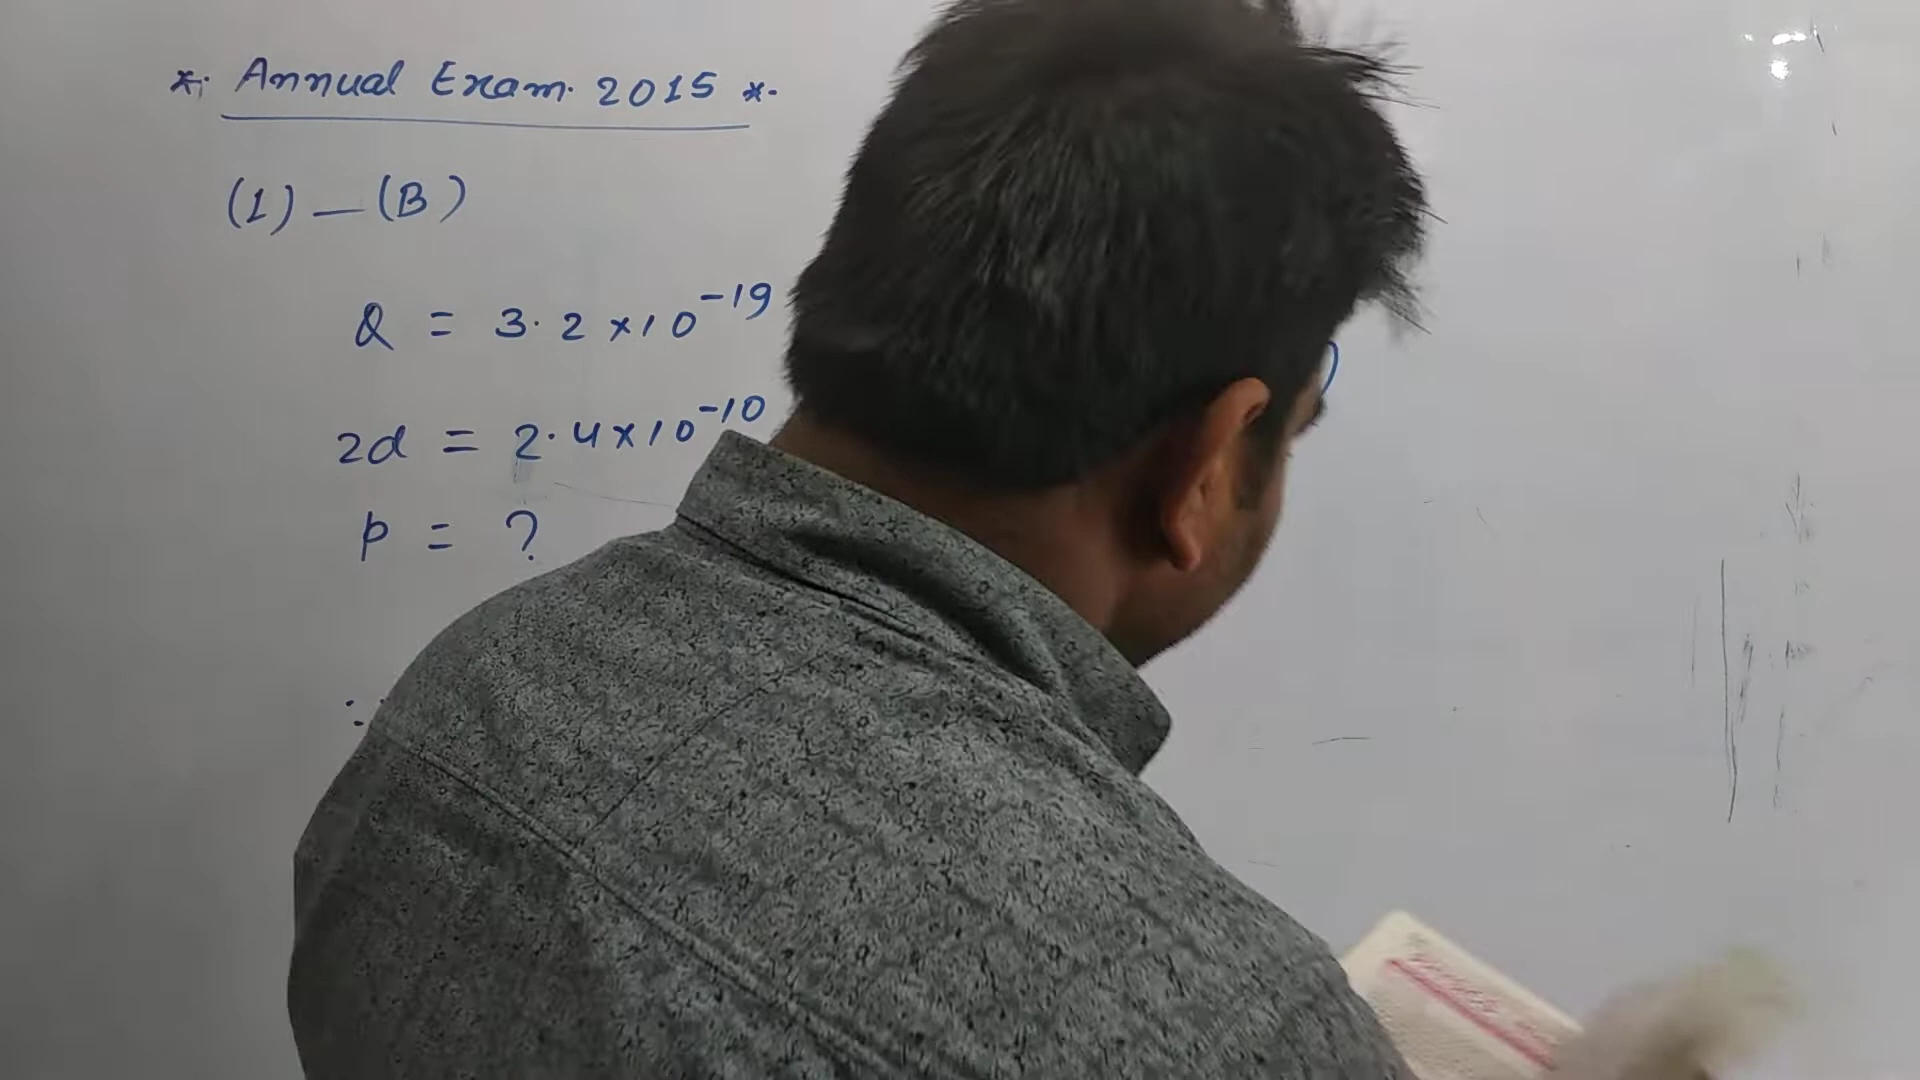 * Annual Exam. 2015 *
(1) — (B)
Q = 3.2 × 10⁻¹⁹
2d = 2.4 × 10⁻¹⁰
p = ?